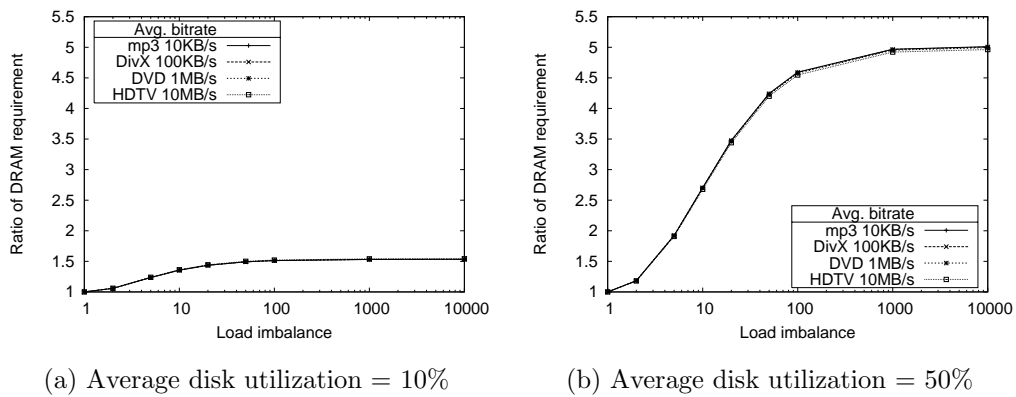 5.5
5
4.5
4
3.5
3
2.5
2
1.5
1
Ratio of DRAM requirement
Avg. bitrate
mp3 10KB/s
DivX 100KB/s
DVD 1MB/s
HDTV 10MB/s
1 10 100 1000 10000
Load imbalance
(a) Average disk utilization = 10%
5.5
5
4.5
4
3.5
3
2.5
2
1.5
1
Ratio of DRAM requirement
Avg. bitrate
mp3 10KB/s
DivX 100KB/s
DVD 1MB/s
HDTV 10MB/s
1 10 100 1000 10000
Load imbalance
(b) Average disk utilization = 50%